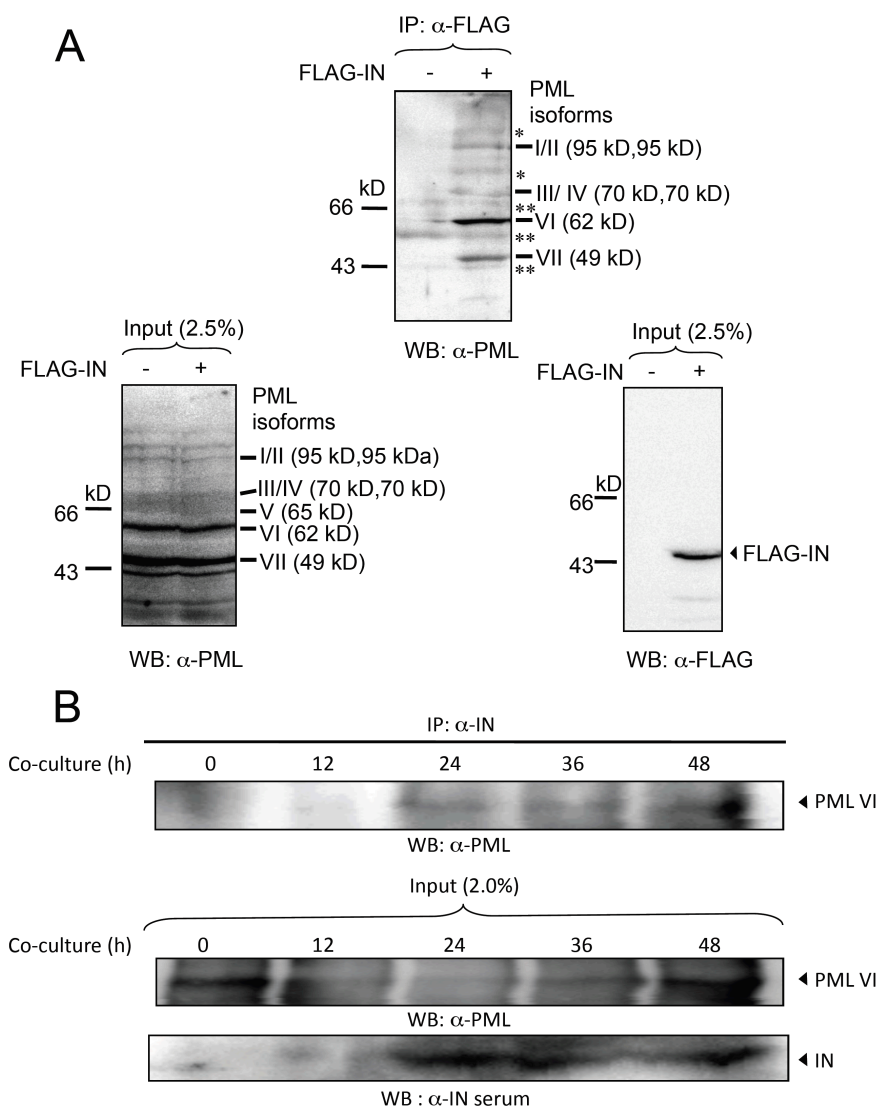 A
IP: α-FLAG
FLAG-IN - +
PML
isoforms
*
I/II (95 kD,95 kD)
*
III/ IV (70 kD,70 kD)
kD
66
**
VI (62 kD)
**
VII (49 kD)
43
**
WB: α-PML
Input (2.5%)
FLAG-IN - +
PML
isoforms
I/II (95 kD,95 kDa)
III/IV (70 kD,70 kD)
kD
66
V (65 kD)
VI (62 kD)
VII (49 kD)
43
WB: α-PML
Input (2.5%)
FLAG-IN - +
kD
66
FLAG-IN
43
WB: α-FLAG
B
IP: α-IN
Co-culture (h) 0 12 24 36 48
PML VI
WB: α-PML
Input (2.0%)
Co-culture (h) 0 12 24 36 48
PML VI
WB: α-PML
IN
WB : α-IN serum